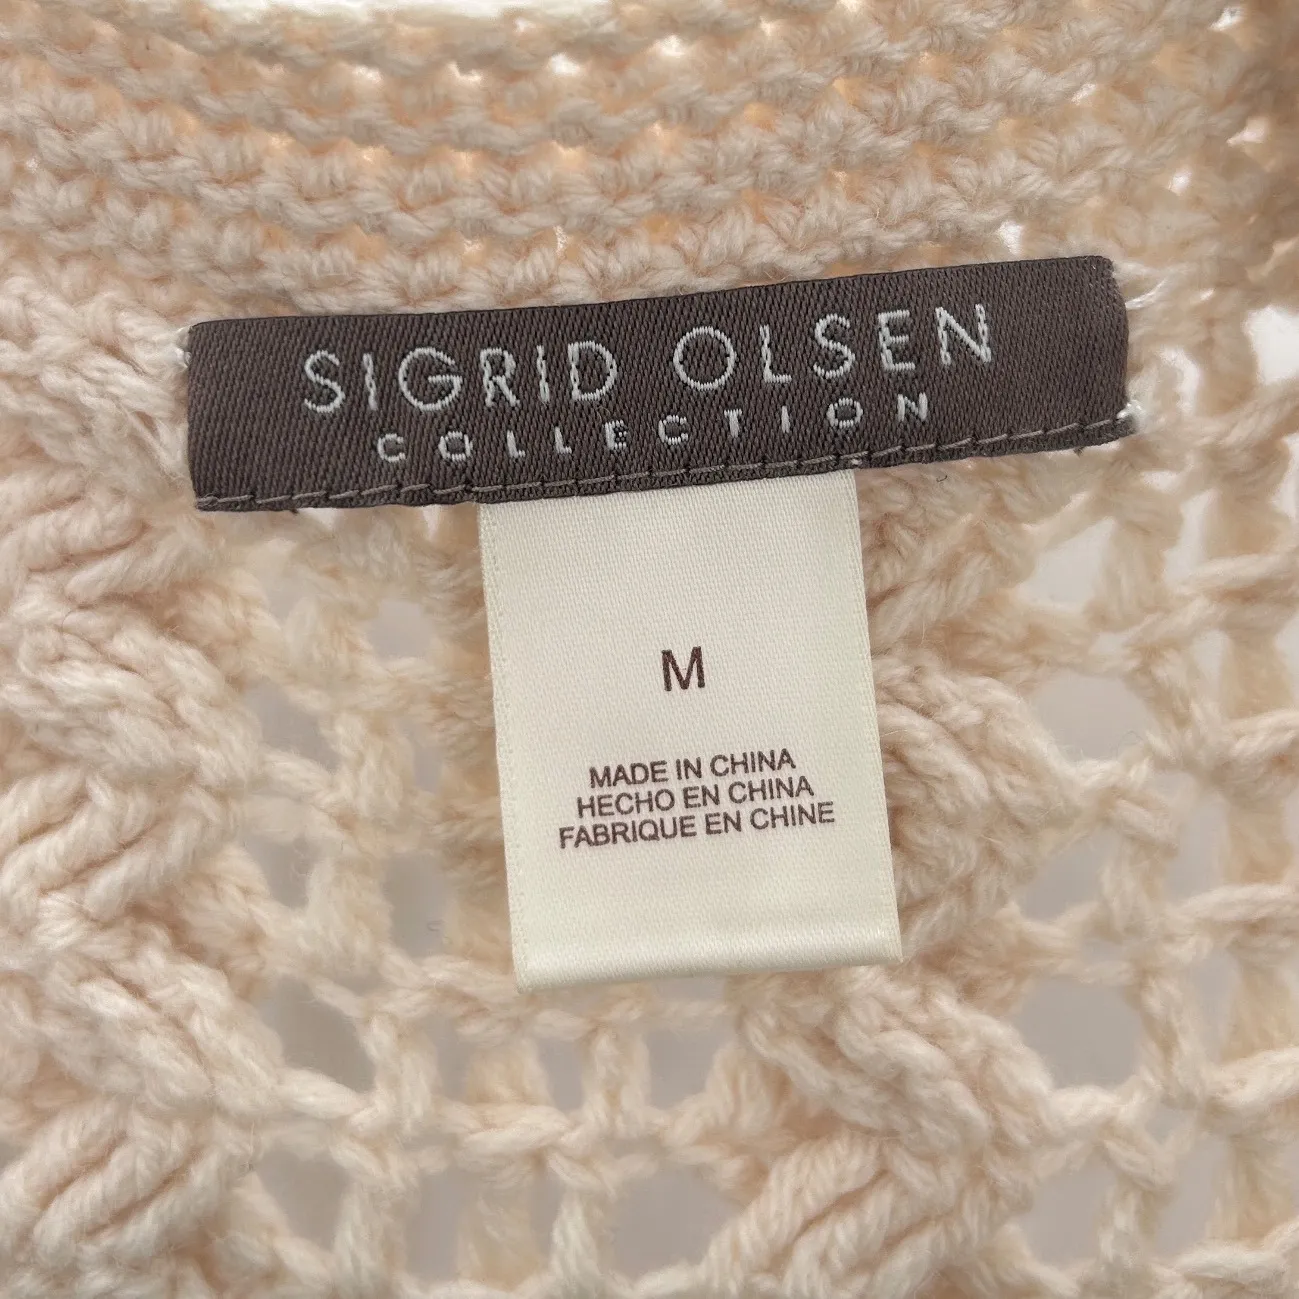 SIGRID OLSEN
COLLECTION
M
MADE IN CHINA
HECHO EN CHINA
FABRIQUE EN CHINE